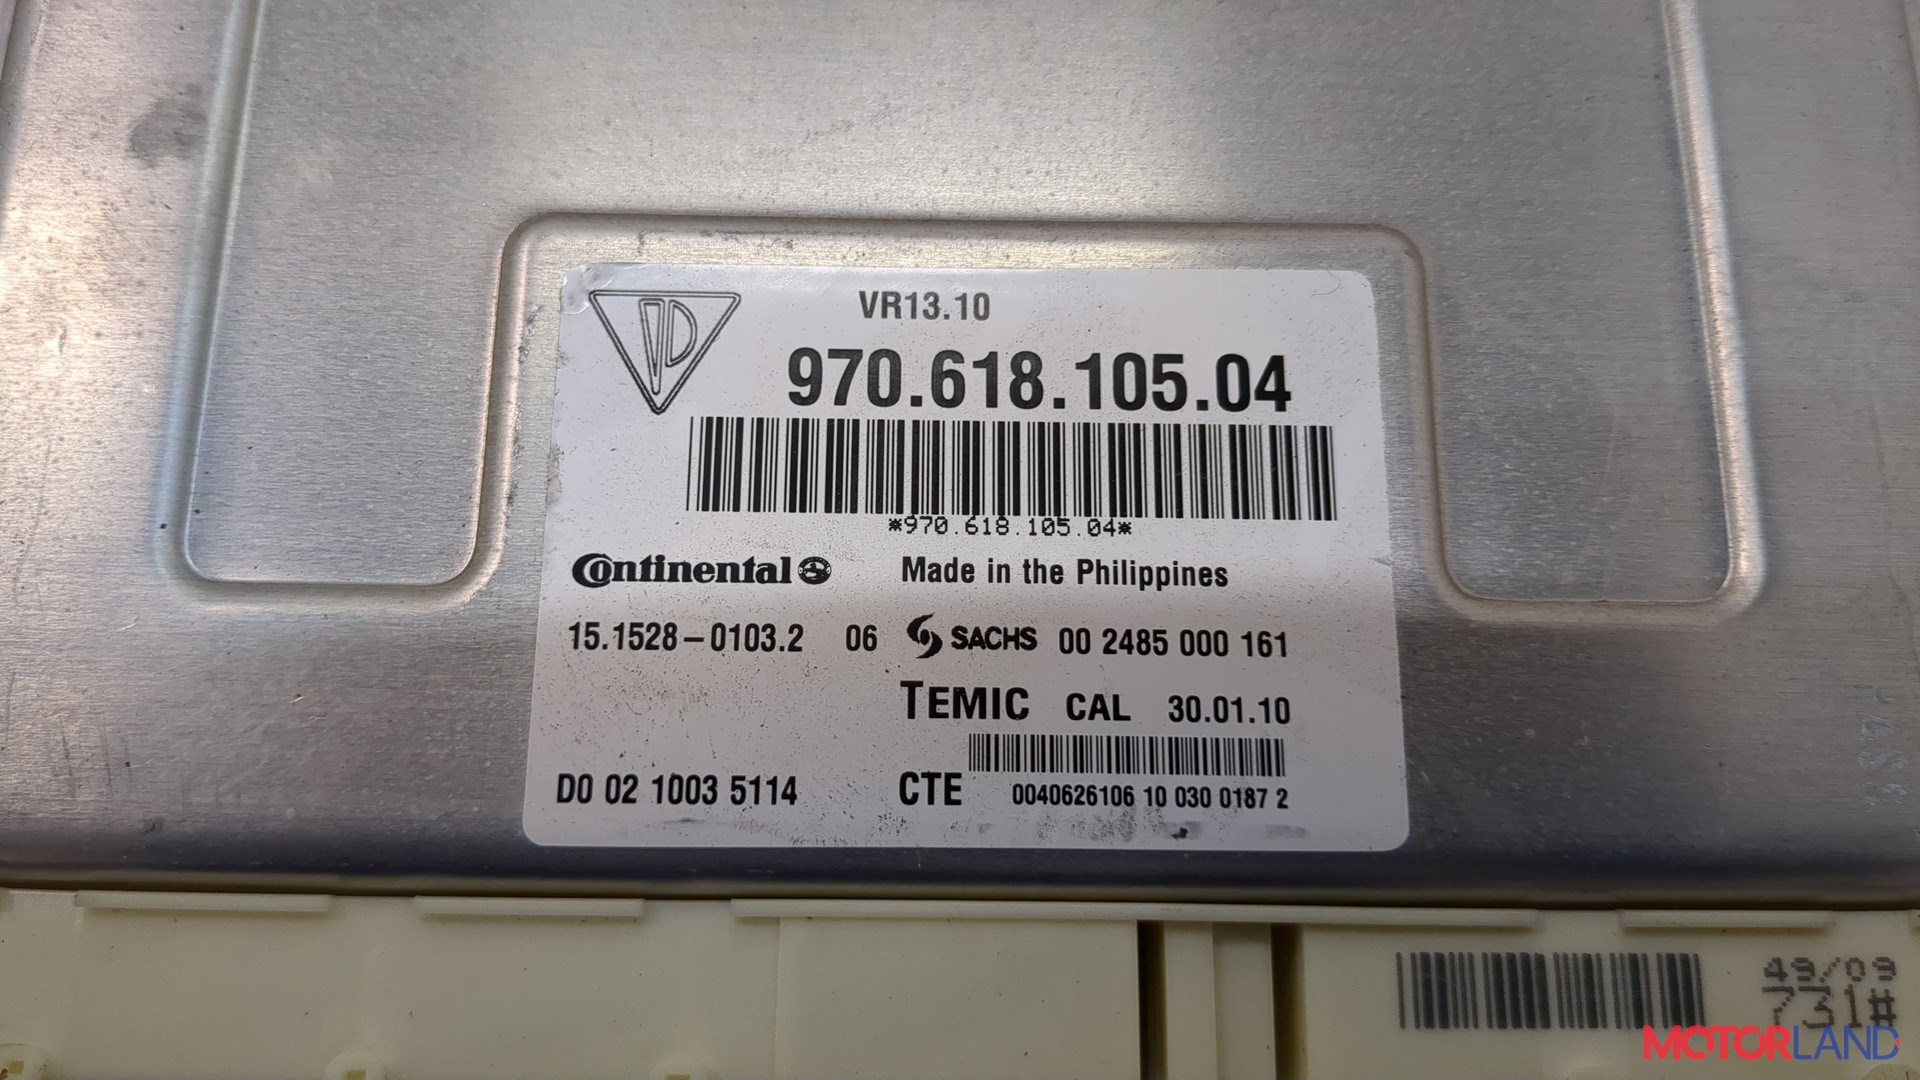 VR13.10
970.618.105.04
*970.618.105.04*
Continental Made in the Philippines
15.1528-0103.2 06 SACHS 00 2485 000 161
TEMIC CAL 30.01.10
D0 02 1003 5114 CTE 0040626106 10 030 0187 2
49/09
731#
MOTORLAND